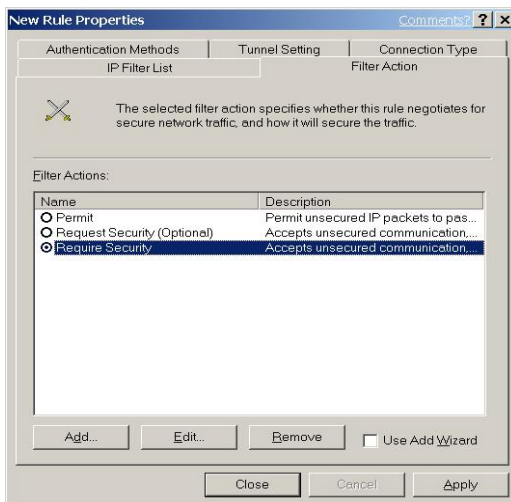 New Rule Properties Comments? ? ×
Authentication Methods Tunnel Setting Connection Type
IP Filter List Filter Action
The selected filter action specifies whether this rule negotiates for
secure network traffic, and how it will secure the traffic.
Filter Actions:
Name Description
Permit Permit unsecured IP packets to pas...
Request Security (Optional) Accepts unsecured communication,...
Require Security Accepts unsecured communication,...
Add... Edit... Remove Use Add Wizard
Close Cancel Apply